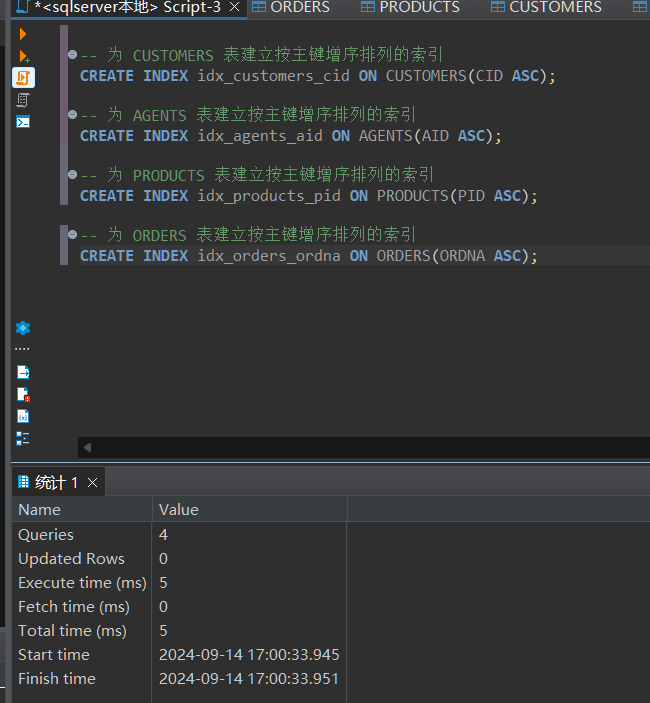 *<sqlserver本地> Script-3 ORDERS PRODUCTS CUSTOMERS
-- 为 CUSTOMERS 表建立按主键增序排列的索引
CREATE INDEX idx_customers_cid ON CUSTOMERS(CID ASC);
-- 为 AGENTS 表建立按主键增序排列的索引
CREATE INDEX idx_agents_aid ON AGENTS(AID ASC);
-- 为 PRODUCTS 表建立按主键增序排列的索引
CREATE INDEX idx_products_pid ON PRODUCTS(PID ASC);
-- 为 ORDERS 表建立按主键增序排列的索引
CREATE INDEX idx_orders_ordna ON ORDERS(ORDNA ASC);
统计 1
Name Value
Queries 4
Updated Rows 0
Execute time (ms) 5
Fetch time (ms) 0
Total time (ms) 5
Start time 2024-09-14 17:00:33.945
Finish time 2024-09-14 17:00:33.951